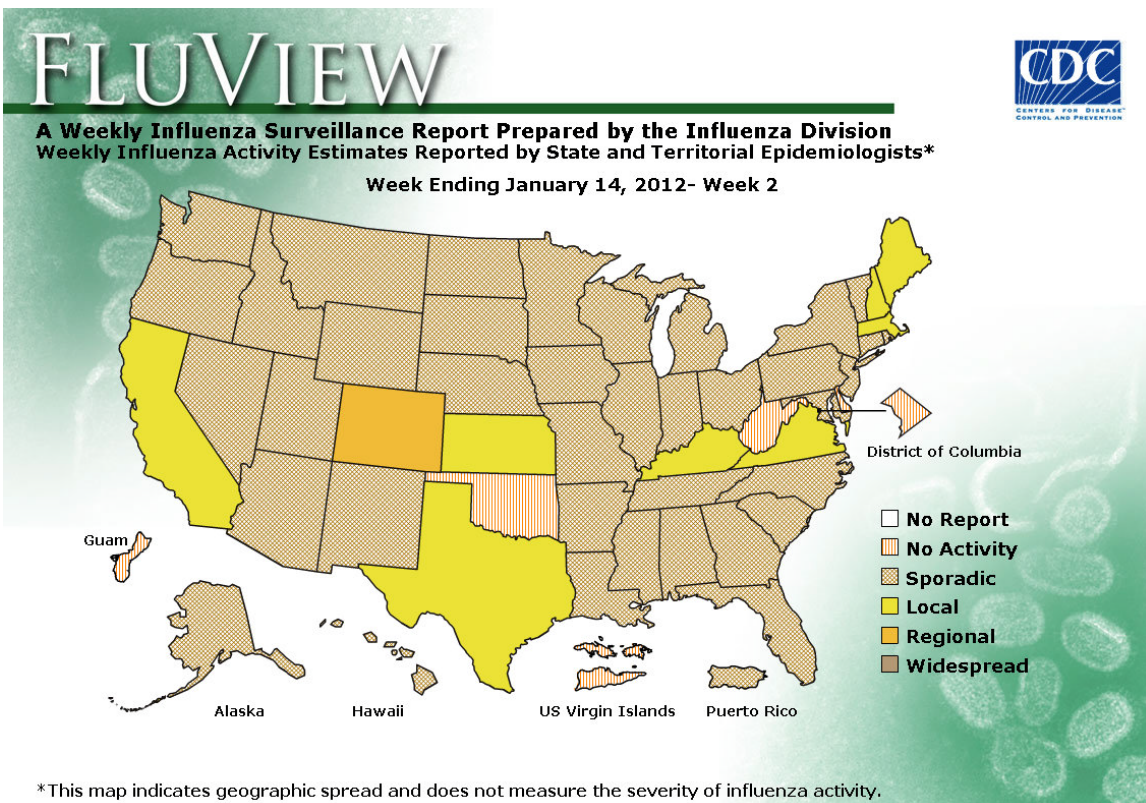 FLUVIEW
CDC
CENTERS FOR DISEASE
CONTROL AND PREVENTION
A Weekly Influenza Surveillance Report Prepared by the Influenza Division
Weekly Influenza Activity Estimates Reported by State and Territorial Epidemiologists*
Week Ending January 14, 2012- Week 2
District of Columbia
No Report
Guam
No Activity
Sporadic
Local
Regional
Widespread
Alaska
Hawaii
US Virgin Islands
Puerto Rico
*This map indicates geographic spread and does not measure the severity of influenza activity.